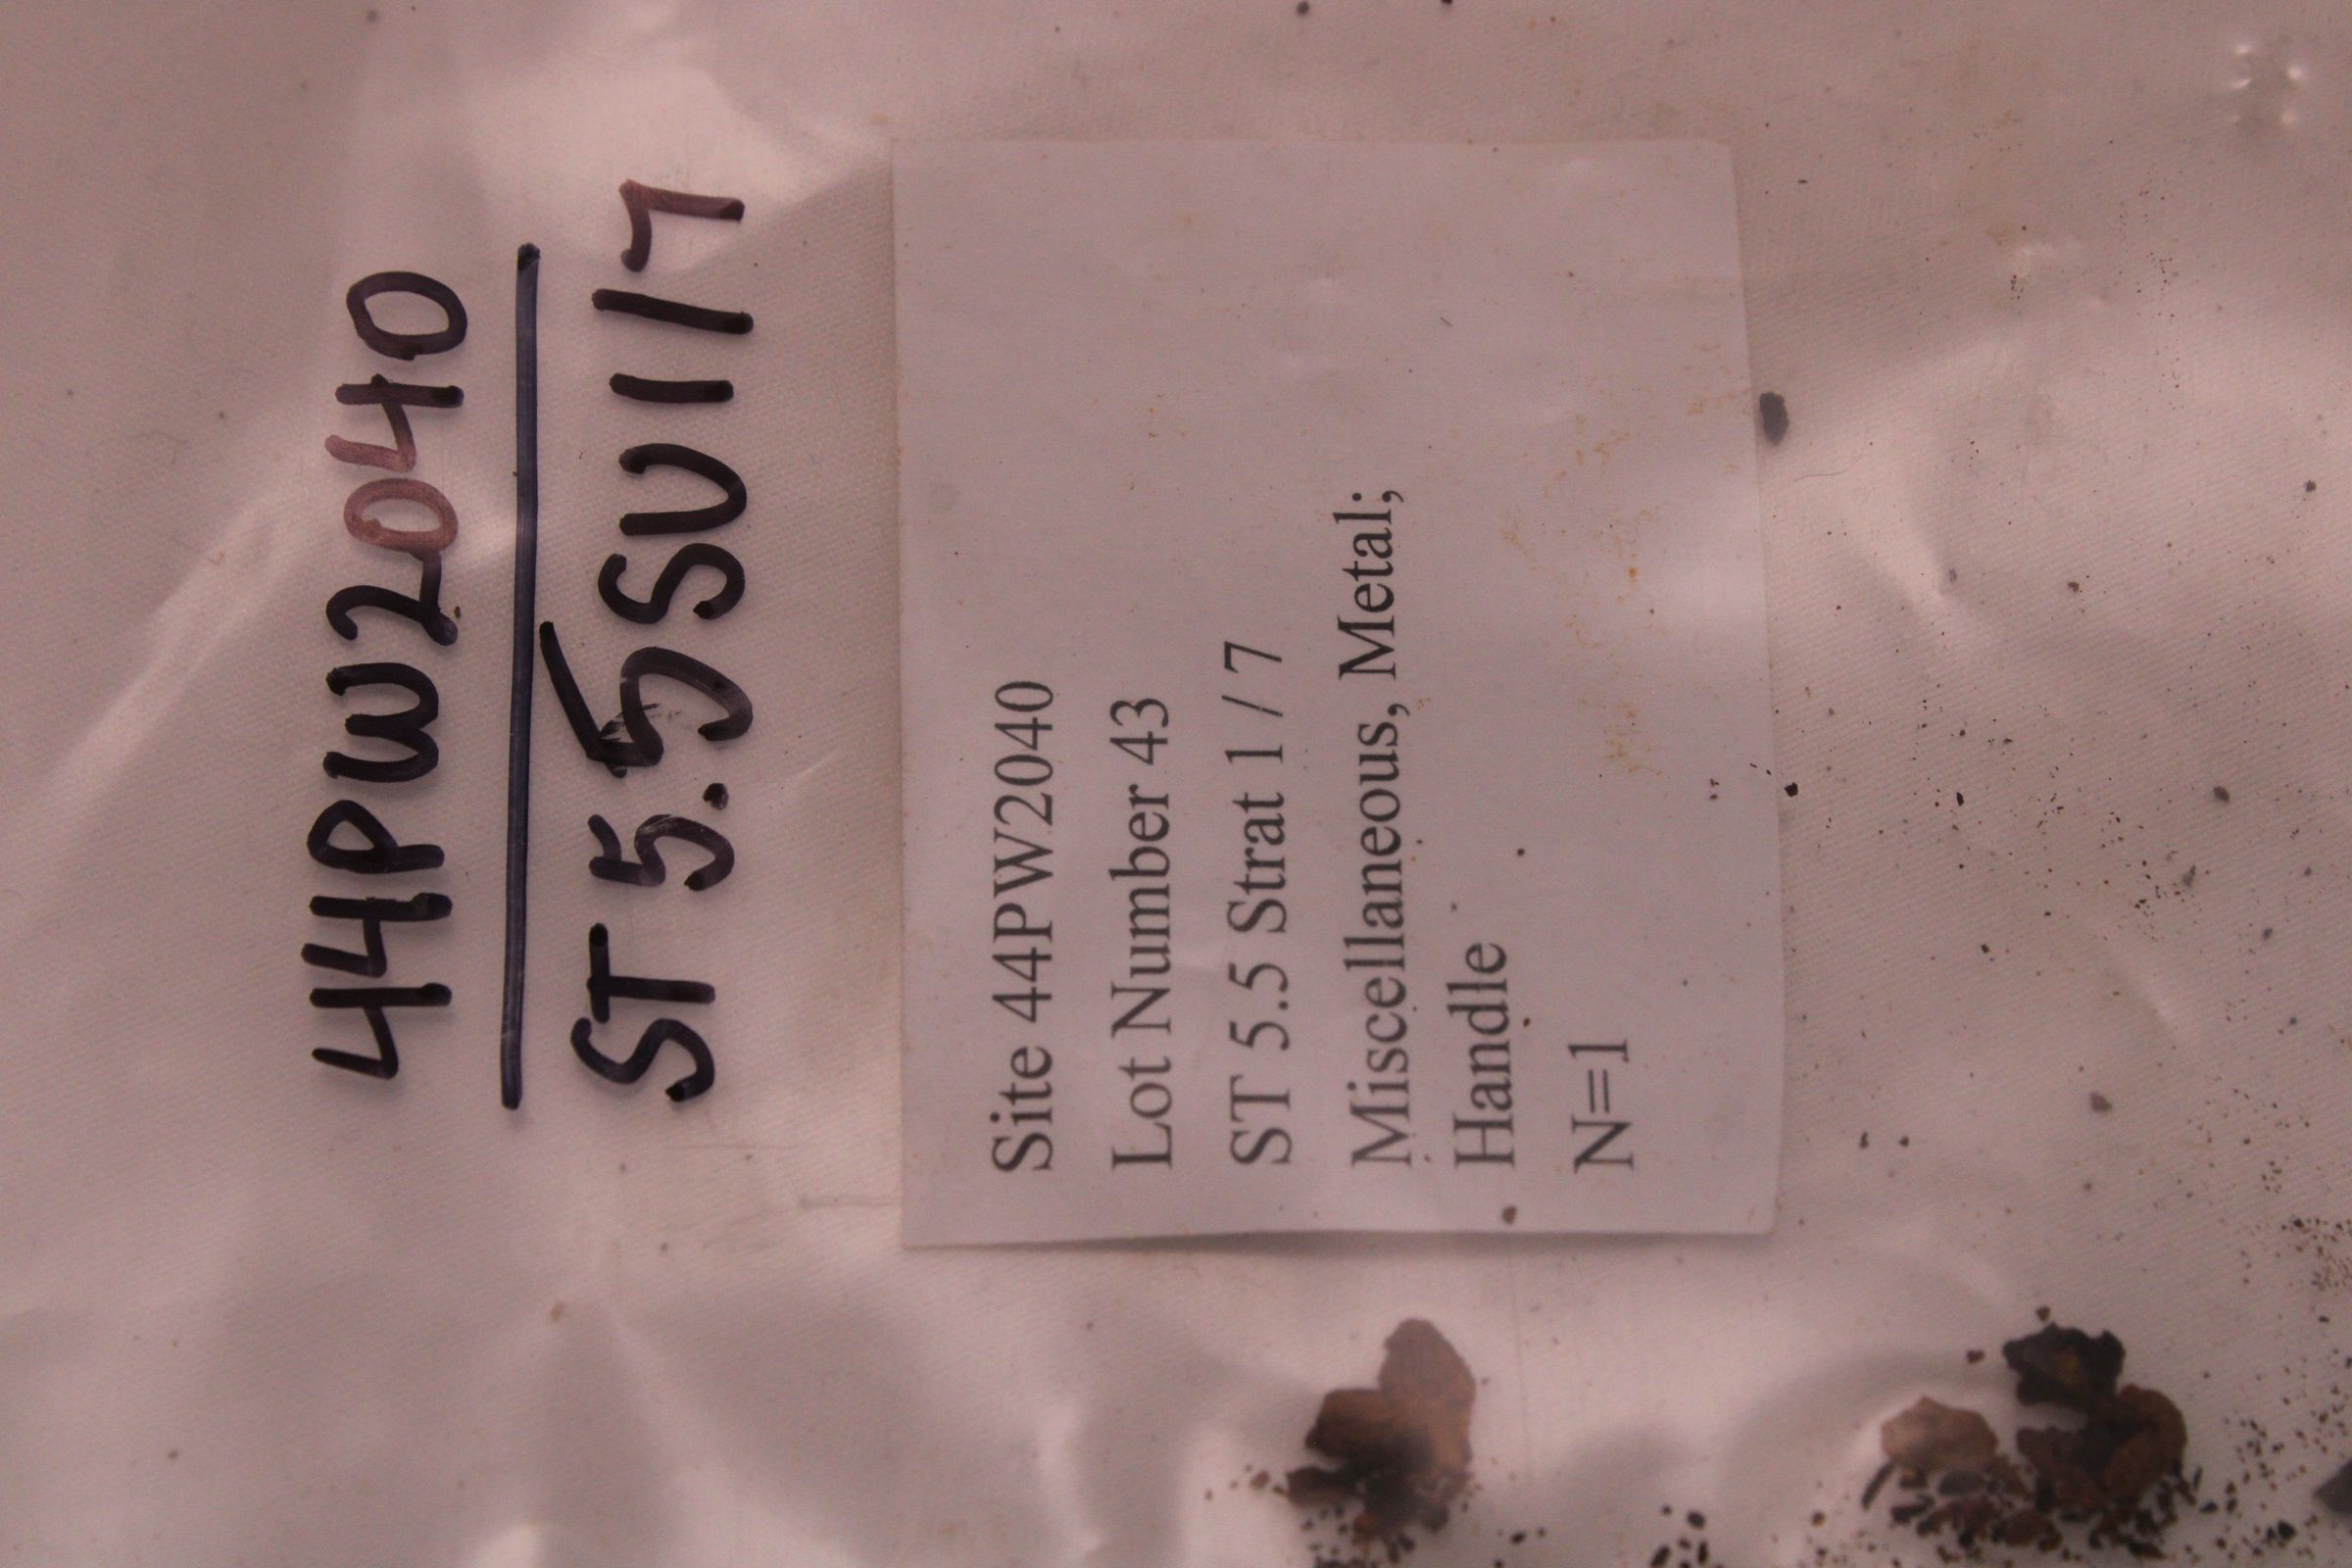 44PW2040
ST 5.5 SU 1/7
Site 44PW2040
Lot Number 43
ST 5.5 Strat 1 / 7
Miscellaneous, Metal;
Handle
N=1